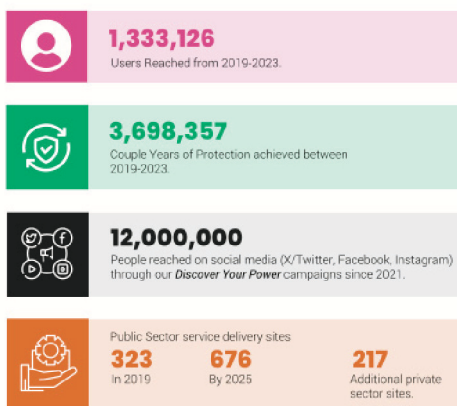 1,333,126
Users Reached from 2019-2023.
3,698,357
Couple Years of Protection achieved between
2019-2023.
12,000,000
People reached on social media (X/Twitter, Facebook, Instagram)
through our Discover Your Power campaigns since 2021.
Public Sector service delivery sites
323 676 217
In 2019 By 2025 Additional private
sector sites.